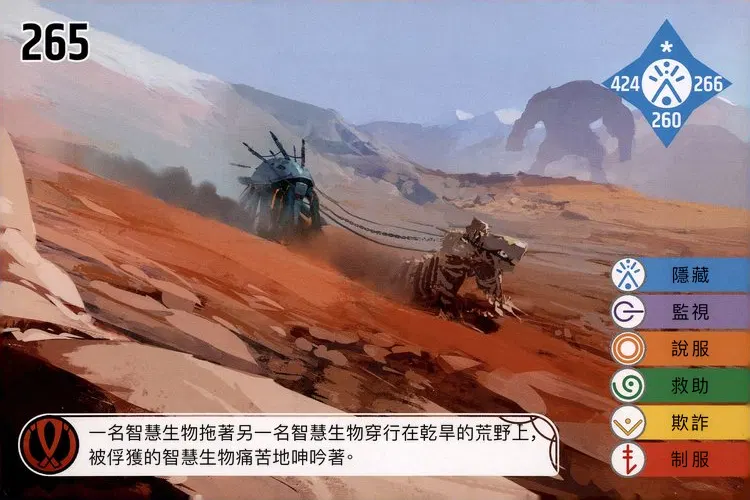 265
*
424
266
260
隱藏
監視
說服
救助
欺詐
制服
一名智慧生物拖著另一名智慧生物穿行在乾旱的荒野上，
被俘獲的智慧生物痛苦地呻吟著。